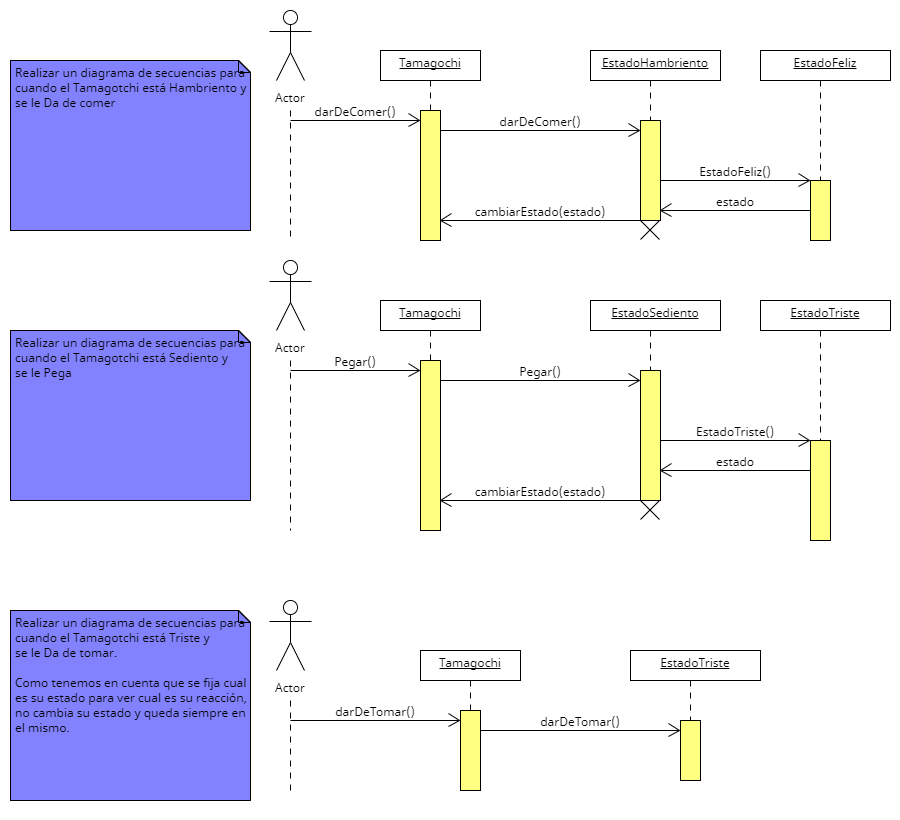 Realizar un diagrama de secuencias para
cuando el Tamagotchi está Hambriento y
se le Da de comer
Actor
Tamagochi
EstadoHambriento
EstadoFeliz
darDeComer()
darDeComer()
EstadoFeliz()
estado
cambiarEstado(estado)
Realizar un diagrama de secuencias para
cuando el Tamagotchi está Sediento y
se le Pega
Actor
Tamagochi
EstadoSediento
EstadoTriste
Pegar()
Pegar()
EstadoTriste()
estado
cambiarEstado(estado)
Realizar un diagrama de secuencias para
cuando el Tamagotchi está Triste y
se le Da de tomar.
Como tenemos en cuenta que se fija cual
es su estado para ver cual es su reacción,
no cambia su estado y queda siempre en
el mismo.
Actor
Tamagochi
EstadoTriste
darDeTomar()
darDeTomar()